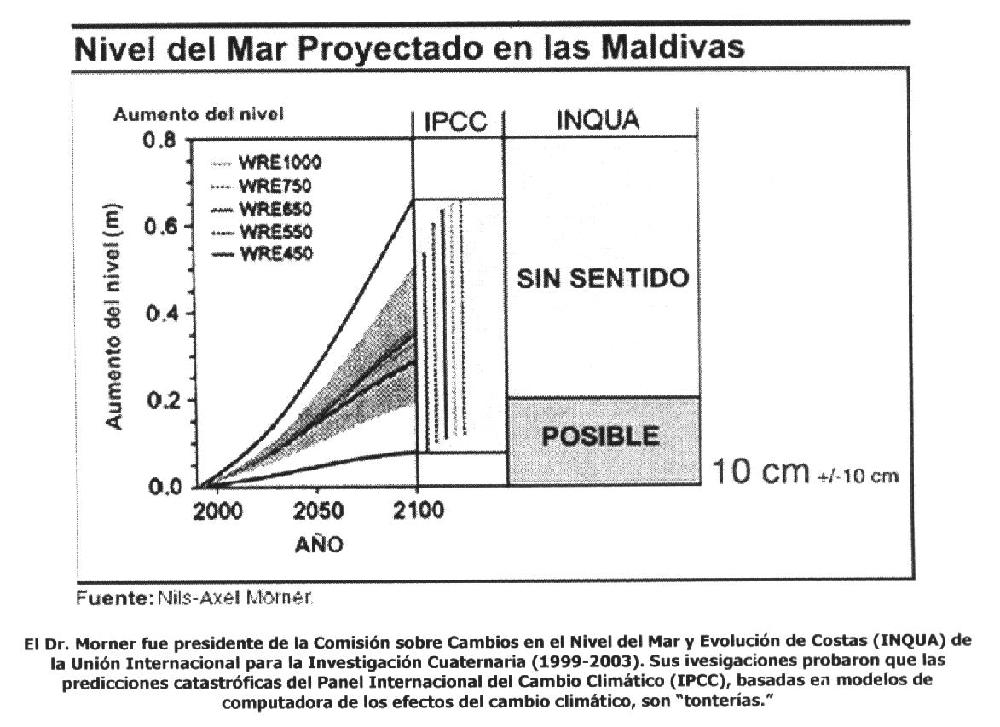 Nivel del Mar Proyectado en las Maldivas
Aumento del nivel
IPCC
INQUA
0.8
0.6
0.4
0.2
0.0
Aumento del nivel (m)
WRE1000
WRE750
WRE650
WRE550
WRE450
SIN SENTIDO
POSIBLE
10 cm +/-10 cm
2000 2050 2100
AÑO
Fuente: Nils-Axel Morner.
El Dr. Morner fue presidente de la Comisión sobre Cambios en el Nivel del Mar y Evolución de Costas (INQUA) de
la Unión Internacional para la Investigación Cuaternaria (1999-2003). Sus ivesigaciones probaron que las
predicciones catastróficas del Panel Internacional del Cambio Climático (IPCC), basadas en modelos de
computadora de los efectos del cambio climático, son "tonterías."